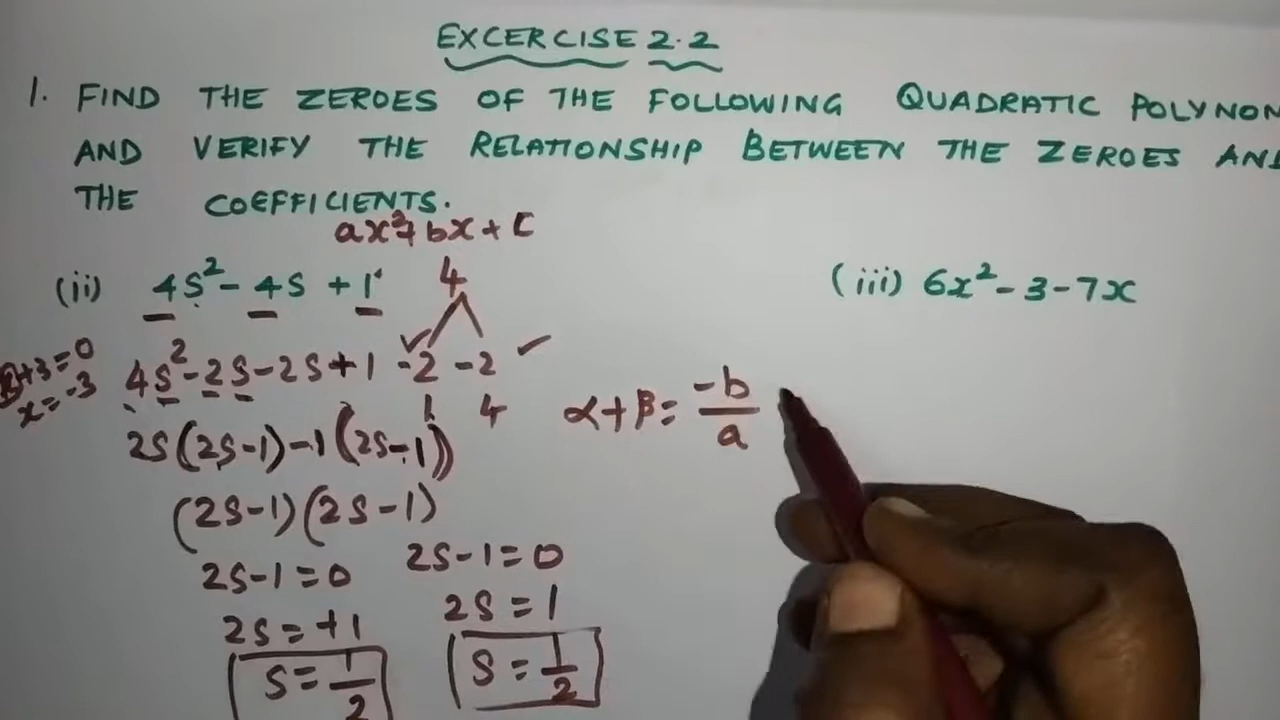 EXCERCISE 2.2
1. FIND THE ZEROES OF THE FOLLOWING QUADRATIC POLYNOM
AND VERIFY THE RELATIONSHIP BETWEEN THE ZEROES AND
THE COEFFICIENTS.
ax²+bx+c
(ii) 4s²-4s+1
4
(iii) 6x²-3-7x
+3=0
x=-3
4s²-2s-2s+1
-2 -2
1 4
2s(2s-1)-1(2s-1)
α+β= -b/a
(2s-1)(2s-1)
2s-1=0
2s-1=0
2s=+1
2s=1
s=1/2
s=1/2